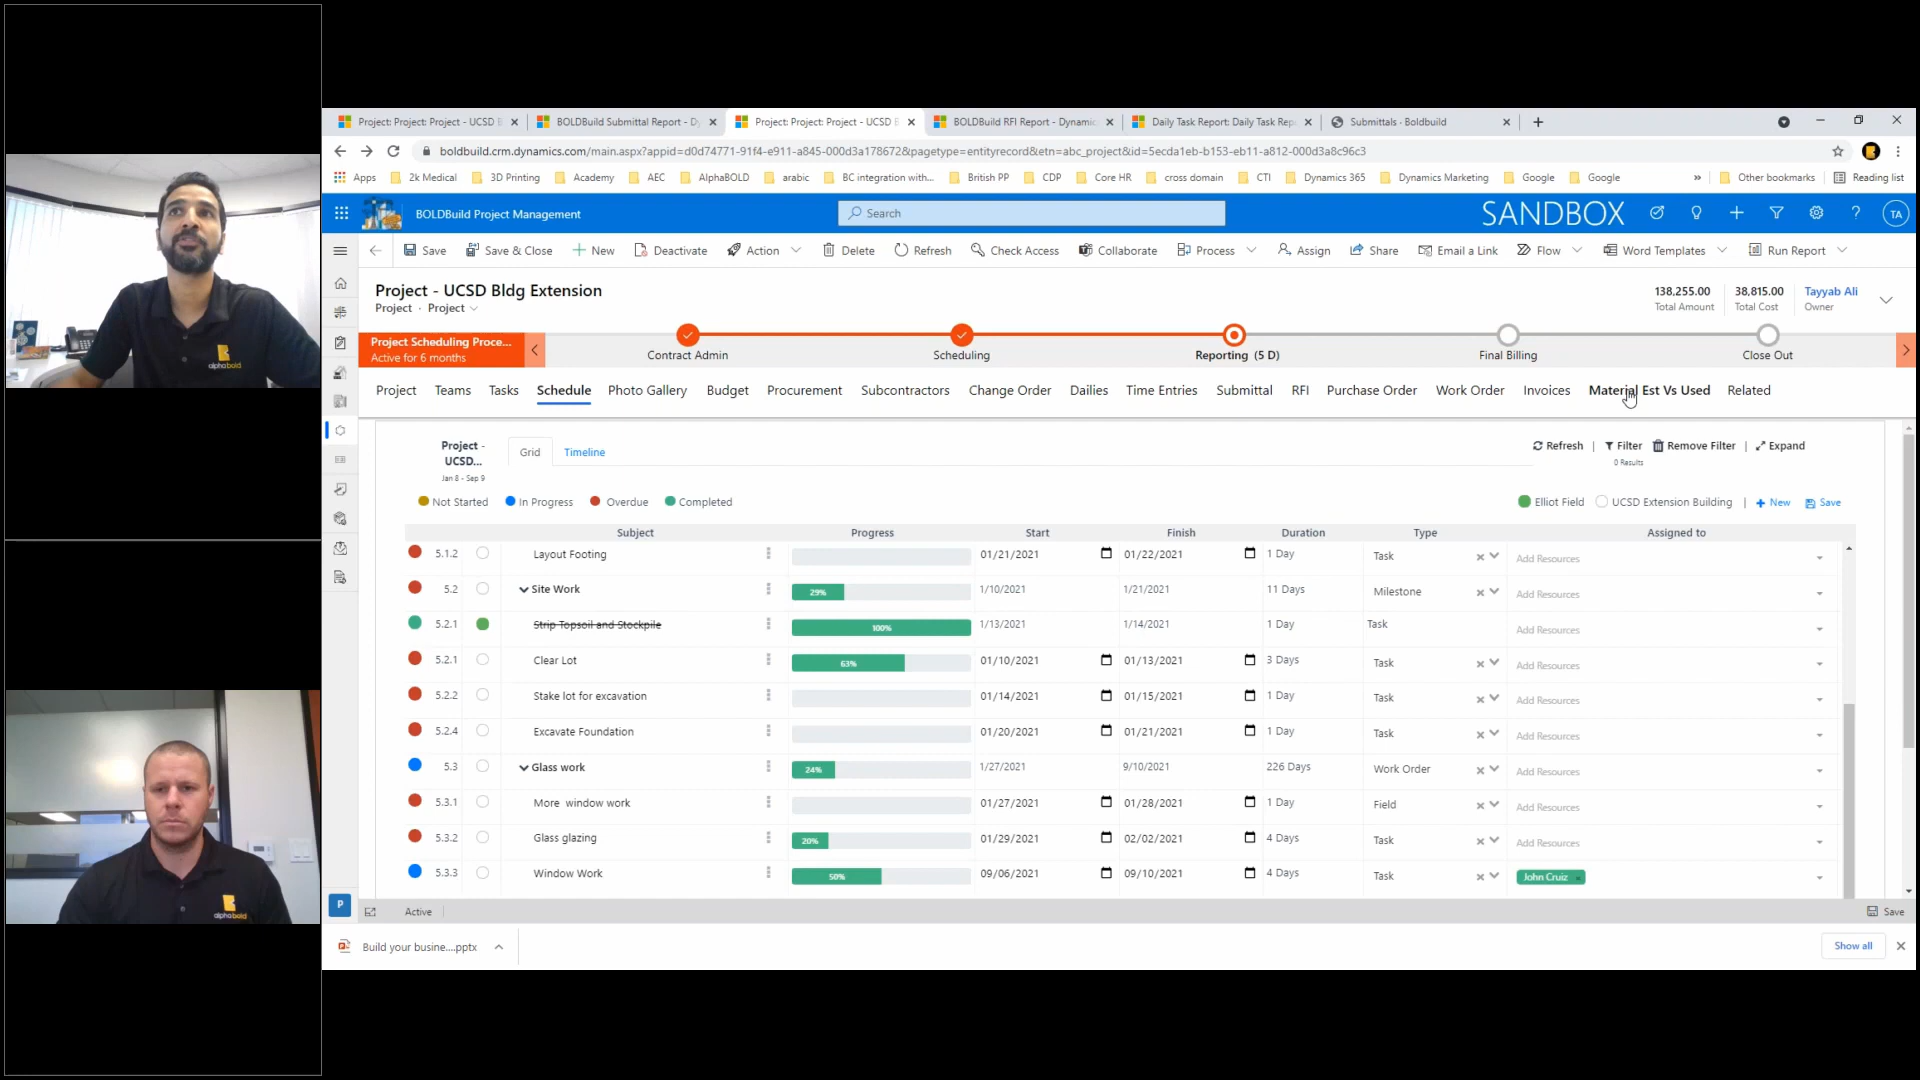 alphabold
alphabold
Project: Project: Project - UCSD B
BOLDBuild Submittal Report - Dy
Project: Project: Project - UCSD B
BOLDBuild RFI Report - Dynamic
Daily Task Report: Daily Task Rep
Submittals - Boldbuild
boldbuild.crm.dynamics.com/main.aspx?appid=d0d74771-91f4-e911-a845-000d3a178672&pagetype=entityrecord&etn=abc_project&id=5ecda1eb-b153-eb11-a812-000d3a8c96c3
Apps 2k Medical 3D Printing Academy AEC AlphaBOLD arabic BC integration with... British PP CDP Core HR cross domain CTI Dynamics 365 Dynamics Marketing Google Google » Other bookmarks Reading list
BOLDBuild Project Management Search SANDBOX ? TA
Save Save & Close New Deactivate Action Delete Refresh Check Access Collaborate Process Assign Share Email a Link Flow Word Templates Run Report
Project - UCSD Bldg Extension
Project · Project
138,255.00 38,815.00 Tayyab Ali
Total Amount Total Cost Owner
Project Scheduling Proce...
Active for 6 months
Contract Admin Scheduling Reporting (5 D) Final Billing Close Out
Project Teams Tasks Schedule Photo Gallery Budget Procurement Subcontractors Change Order Dailies Time Entries Submittal RFI Purchase Order Work Order Invoices Material Est Vs Used Related
Project -
UCSD...
Jan 8 - Sep 9
Grid Timeline
Refresh | Filter Remove Filter | Expand
0 Results
Not Started In Progress Overdue Completed
Elliot Field UCSD Extension Building | + New Save
Subject Progress Start Finish Duration Type Assigned to
5.1.2 Layout Footing 01/21/2021 01/22/2021 1 Day Task Add Resources
5.2 Site Work 29% 1/10/2021 1/21/2021 11 Days Milestone Add Resources
5.2.1 Strip Topsoil and Stockpile 100% 1/13/2021 1/14/2021 1 Day Task Add Resources
5.2.1 Clear Lot 63% 01/10/2021 01/13/2021 3 Days Task Add Resources
5.2.2 Stake lot for excavation 01/14/2021 01/15/2021 1 Day Task Add Resources
5.2.4 Excavate Foundation 01/20/2021 01/21/2021 1 Day Task Add Resources
5.3 Glass work 24% 1/27/2021 9/10/2021 226 Days Work Order Add Resources
5.3.1 More window work 01/27/2021 01/28/2021 1 Day Field Add Resources
5.3.2 Glass glazing 20% 01/29/2021 02/02/2021 4 Days Task Add Resources
5.3.3 Window Work 50% 09/06/2021 09/10/2021 4 Days Task John Cruiz
P
Active
Save
Build your busine....pptx
Show all